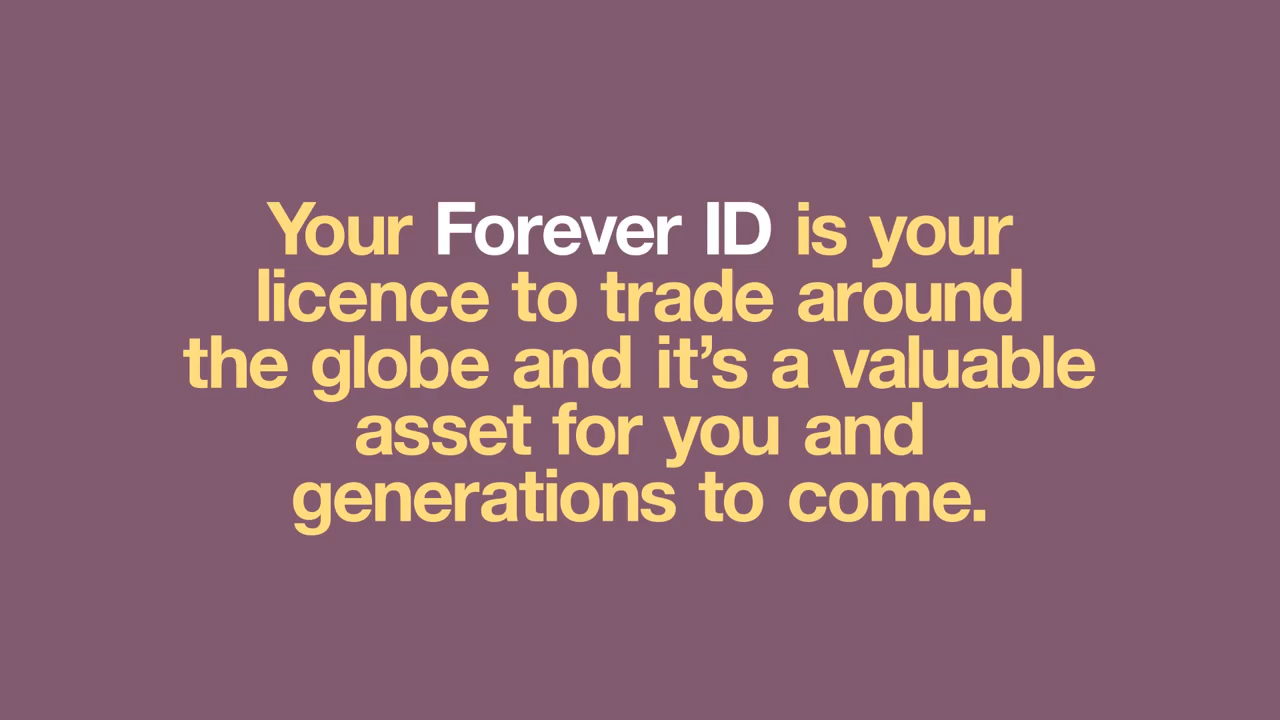 Your Forever ID is your
licence to trade around
the globe and it’s a valuable
asset for you and
generations to come.